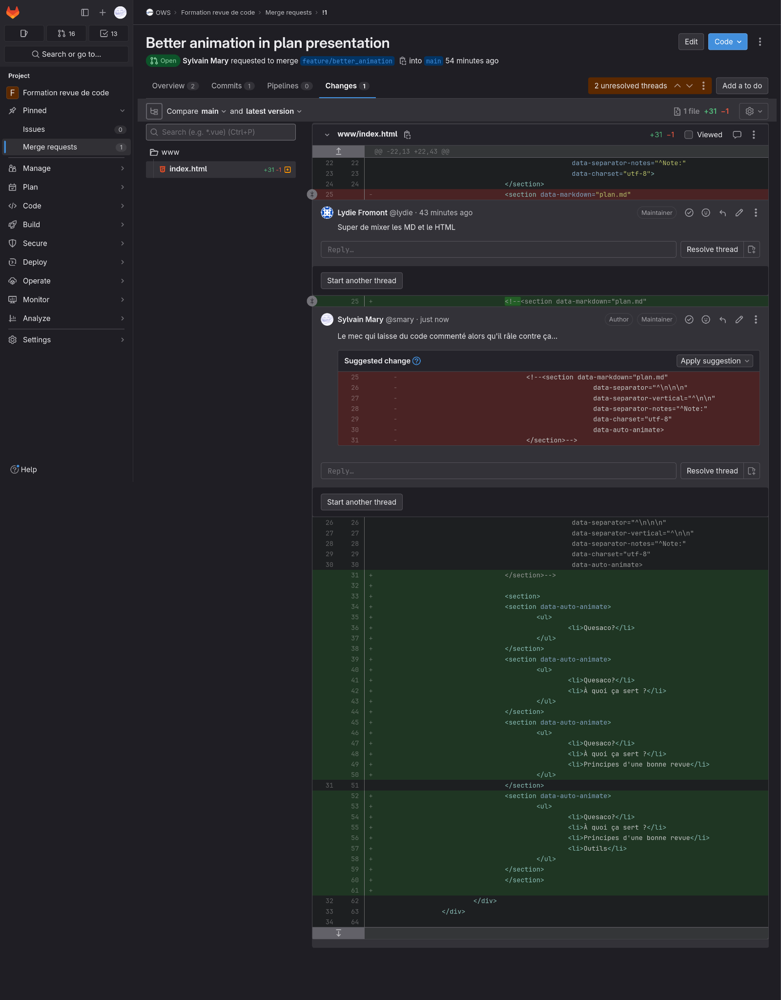 OWS › Formation revue de code › Merge requests › !1
16
13
Search or go to...
Project
F Formation revue de code
Pinned
Issues 0
Merge requests 1
Manage
Plan
Code
Build
Secure
Deploy
Operate
Monitor
Analyze
Settings
Help
Better animation in plan presentation
Edit
Code
Open Sylvain Mary requested to merge feature/better_animation into main 54 minutes ago
Overview 2 Commits 1 Pipelines 0 Changes 1
2 unresolved threads
Add a to do
Compare main and latest version
1 file +31 −1
Search (e.g. *.vue) (Ctrl+P)
www
index.html +31 -1
www/index.html
+31 −1 Viewed
@@ -22,13 +22,43 @@
22 22 data-separator-notes="^Note:"
23 23 data-charset="utf-8">
24 24 </section>
25 - <section data-markdown="plan.md"
Lydie Fromont @lydie · 43 minutes ago Maintainer
Super de mixer les MD et le HTML
Reply…
Resolve thread
Start another thread
25 + <!--<section data-markdown="plan.md"
Sylvain Mary @smary · just now Author Maintainer
Le mec qui laisse du code commenté alors qu'il râle contre ça...
Suggested change ? Apply suggestion
25 - <!--<section data-markdown="plan.md"
26 - data-separator="^\n\n\n"
27 - data-separator-vertical="^\n\n"
28 - data-separator-notes="^Note:"
29 - data-charset="utf-8"
30 - data-auto-animate>
31 - </section>-->
Reply…
Resolve thread
Start another thread
26 26 data-separator="^\n\n\n"
27 27 data-separator-vertical="^\n\n"
28 28 data-separator-notes="^Note:"
29 29 data-charset="utf-8"
30 30 data-auto-animate>
31 + </section>-->
32 +
33 + <section>
34 + <section data-auto-animate>
35 + <ul>
36 + <li>Quesaco?</li>
37 + </ul>
38 + </section>
39 + <section data-auto-animate>
40 + <ul>
41 + <li>Quesaco?</li>
42 + <li>À quoi ça sert ?</li>
43 + </ul>
44 + </section>
45 + <section data-auto-animate>
46 + <ul>
47 + <li>Quesaco?</li>
48 + <li>À quoi ça sert ?</li>
49 + <li>Principes d'une bonne revue</li>
50 + </ul>
31 51 </section>
52 + <section data-auto-animate>
53 + <ul>
54 + <li>Quesaco?</li>
55 + <li>À quoi ça sert ?</li>
56 + <li>Principes d'une bonne revue</li>
57 + <li>Outils</li>
58 + </ul>
59 + </section>
60 + </section>
61 +
32 62 </div>
33 63 </div>
34 64